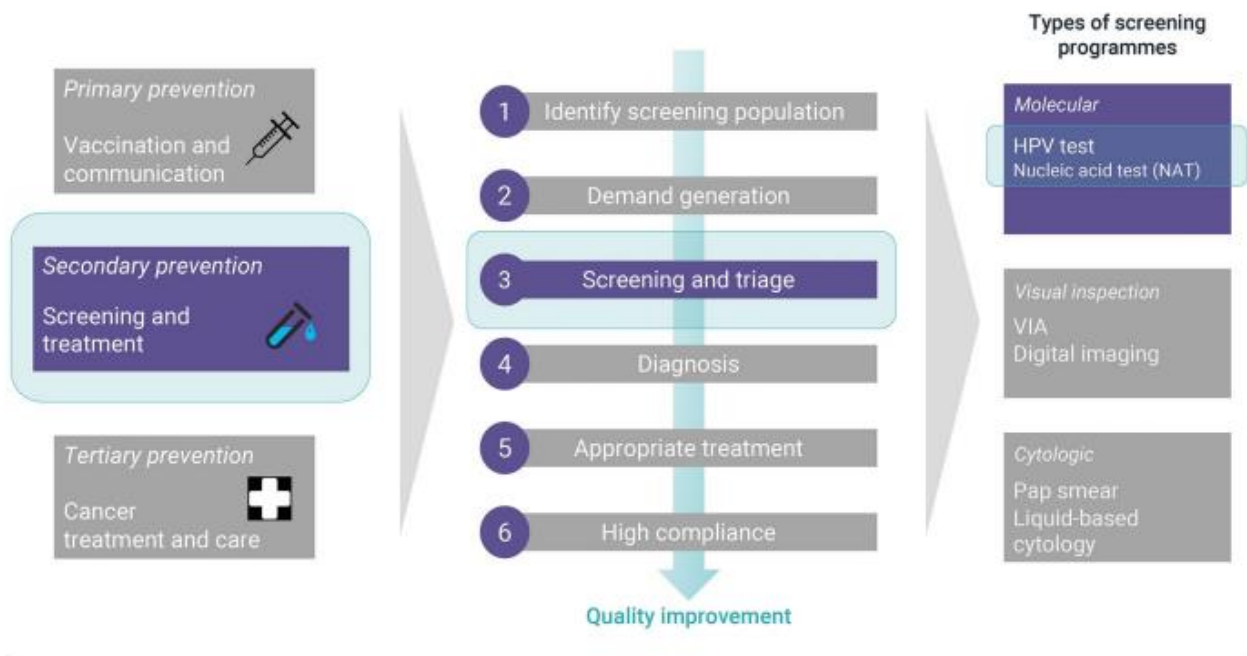 Types of screening
programmes
Primary prevention
Vaccination and
communication
Secondary prevention
Screening and
treatment
Tertiary prevention
Cancer
treatment and care
1 Identify screening population
2 Demand generation
3 Screening and triage
4 Diagnosis
5 Appropriate treatment
6 High compliance
Quality improvement
Molecular
HPV test
Nucleic acid test (NAT)
Visual inspection
VIA
Digital imaging
Cytologic
Pap smear
Liquid-based
cytology